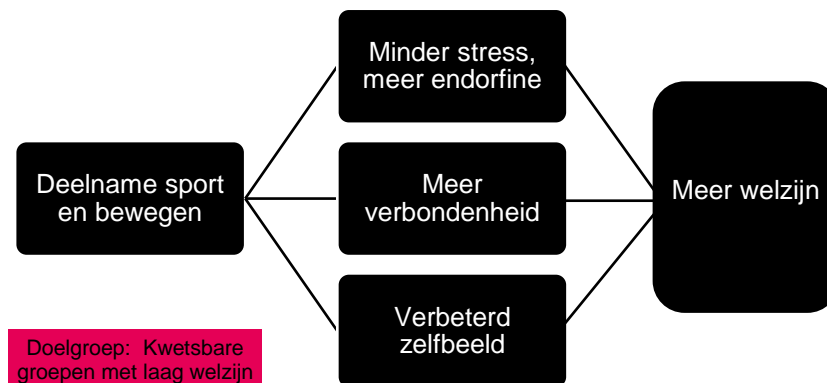 Minder stress,
meer endorfine
Deelname sport
en bewegen
Meer
verbondenheid
Meer welzijn
Verbeterd
zelfbeeld
Doelgroep: Kwetsbare
groepen met laag welzijn